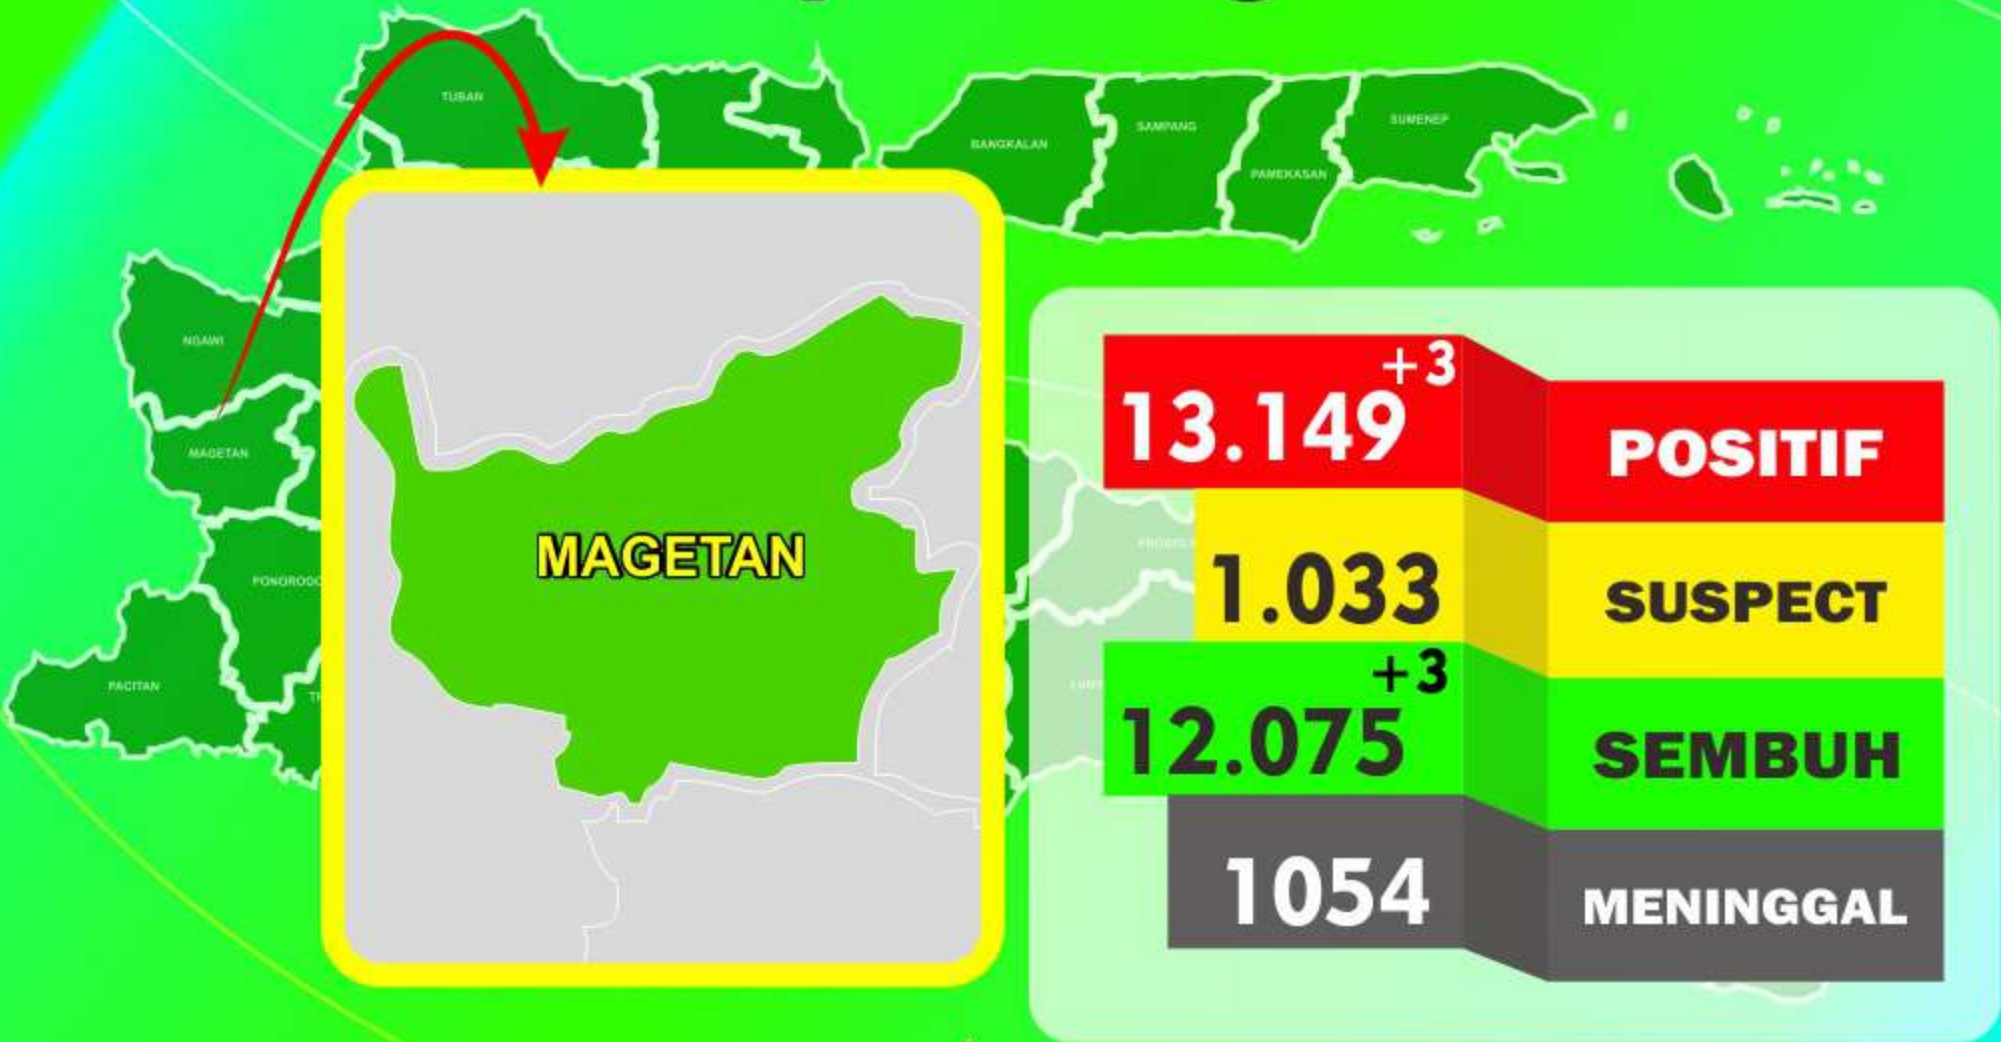 TUBAN
BANGKALAN
SAMPANG
PAMEKASAN
SUMENEP
NGAWI
MAGETAN
PONOROGO
PACITAN
MAGETAN
+3
13.149
POSITIF
1.033
SUSPECT
+3
12.075
SEMBUH
1054
MENINGGAL